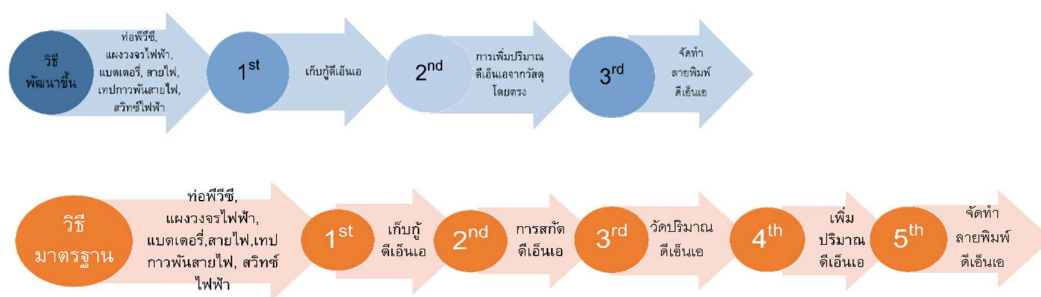 วิธี
พัฒนาขึ้น
ท่อพีวีซี,
แผงวงจรไฟฟ้า,
แบตเตอรี่, สายไฟ,
เทปกาวพันสายไฟ,
สวิทซ์ไฟฟ้า
1st
เก็บกู้ดีเอ็นเอ
2nd
การเพิ่มปริมาณ
ดีเอ็นเอจากวัสดุ
โดยตรง
3rd
จัดทำ
ลายพิมพ์
ดีเอ็นเอ
วิธี
มาตรฐาน
ท่อพีวีซี,
แผงวงจรไฟฟ้า,
แบตเตอรี่,สายไฟ,เทป
กาวพันสายไฟ, สวิทซ์
ไฟฟ้า
1st
เก็บกู้
ดีเอ็นเอ
2nd
การสกัด
ดีเอ็นเอ
3rd
วัดปริมาณ
ดีเอ็นเอ
4th
เพิ่ม
ปริมาณ
ดีเอ็นเอ
5th
จัดทำ
ลายพิมพ์
ดีเอ็นเอ